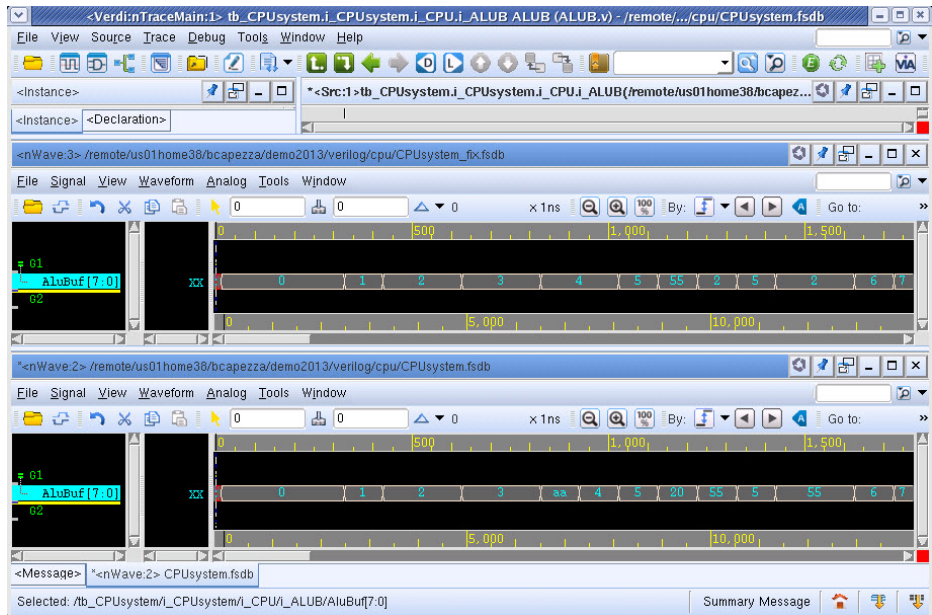 <Verdi:nTraceMain:1> tb_CPUsystem.i_CPUsystem.i_CPU.i_ALUB ALUB (ALUB.v) - /remote/.../cpu/CPUsystem.fsdb
File View Source Trace Debug Tools Window Help
VIA
<Instance>
*<Src:1>tb_CPUsystem.i_CPUsystem.i_CPU.i_ALUB(/remote/us01home38/bcapez...
<Instance> <Declaration>
1
<nWave:3> /remote/us01home38/bcapezza/demo2013/verilog/cpu/CPUsystem_fix.fsdb
File Signal View Waveform Analog Tools Window
0 0 0 x 1ns 100% By: Go to: »
0 500 1,000 1,500
G1
AluBuf[7:0] xx 0 1 2 3 4 5 55 2 5 2 6 7
G2
0 5,000 10,000
*<nWave:2> /remote/us01home38/bcapezza/demo2013/verilog/cpu/CPUsystem.fsdb
File Signal View Waveform Analog Tools Window
0 0 0 x 1ns 100% By: Go to: »
0 500 1,000 1,500
G1
AluBuf[7:0] xx 0 1 2 3 aa 4 5 20 55 5 55 6 7
G2
0 5,000 10,000
<Message> *<nWave:2> CPUsystem.fsdb
Selected: /tb_CPUsystem/i_CPUsystem/i_CPU/i_ALUB/AluBuf[7:0] Summary Message